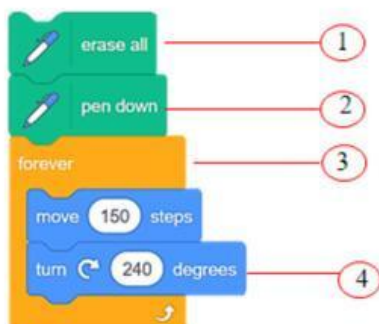 erase all 1
pen down 2
forever 3
move 150 steps
turn 240 degrees 4